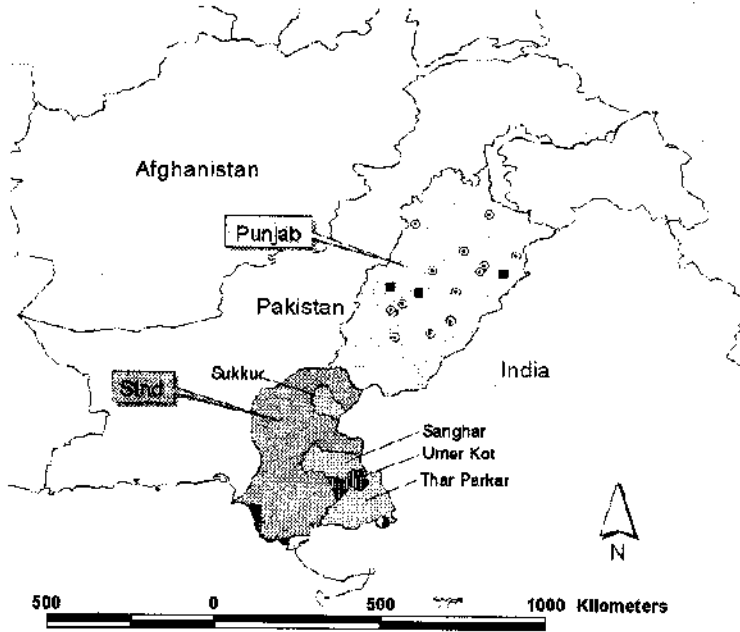 Afghanistan
Punjab
Pakistan
India
Sukkur
Sind
Sanghar
Umer Kot
Thar Parkar
N
500 0 500 1000 Kilometers